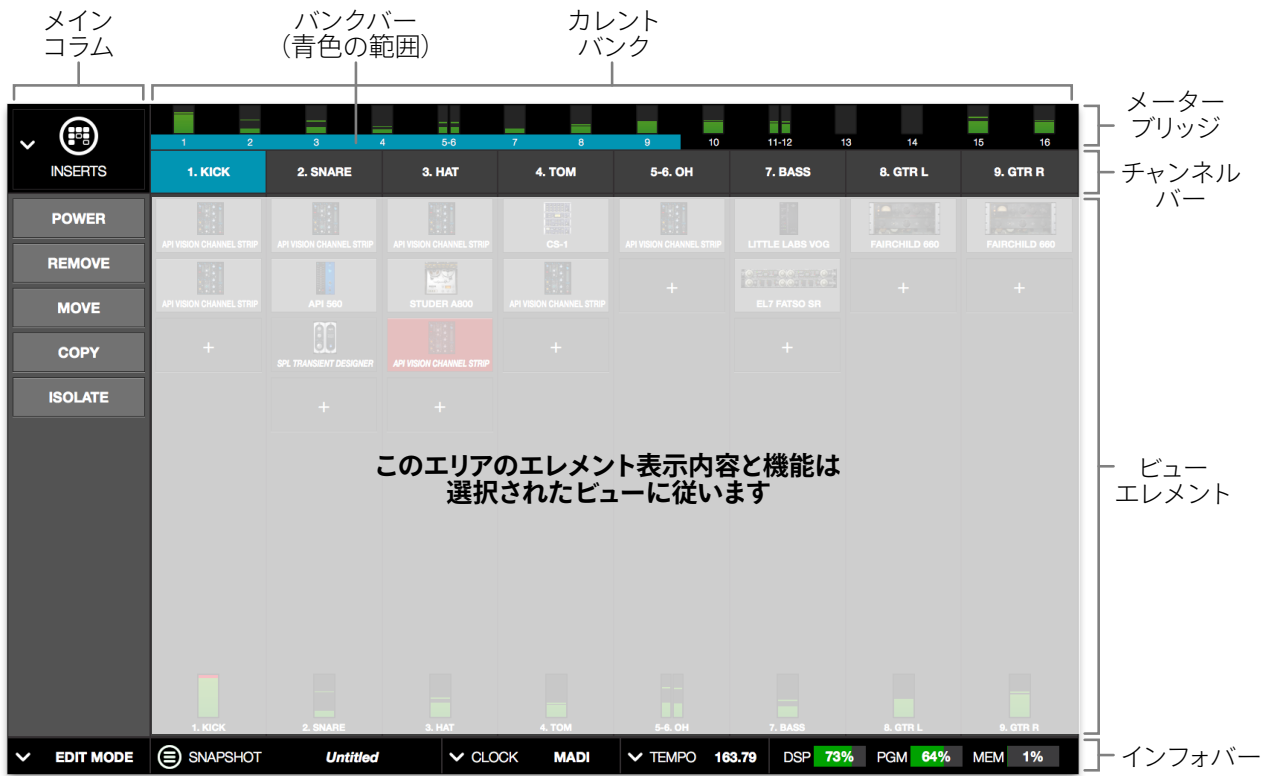 メイン
コラム
バンクバー
（青色の範囲）
カレント
バンク
メーター
ブリッジ
1 2 3 4 5-6 7 8 9 10 11-12 13 14 15 16
INSERTS
1. KICK 2. SNARE 3. HAT 4. TOM 5-6. OH 7. BASS 8. GTR L 9. GTR R
チャンネル
バー
POWER
REMOVE
MOVE
COPY
ISOLATE
API VISION CHANNEL STRIP API VISION CHANNEL STRIP API VISION CHANNEL STRIP CS-1 API VISION CHANNEL STRIP LITTLE LABS VOG FAIRCHILD 660 FAIRCHILD 660
+ + +
API VISION CHANNEL STRIP API 560 STUDER A800 API VISION CHANNEL STRIP EL7 FATSO SR
+ + +
SPL TRANSIENT DESIGNER API VISION CHANNEL STRIP
+ +
このエリアのエレメント表示内容と機能は
選択されたビューに従います
ビュー
エレメント
1. KICK 2. SNARE 3. HAT 4. TOM 5-6. OH 7. BASS 8. GTR L 9. GTR R
EDIT MODE SNAPSHOT Untitled CLOCK MADI TEMPO 163.79 DSP 73% PGM 64% MEM 1%
インフォバー